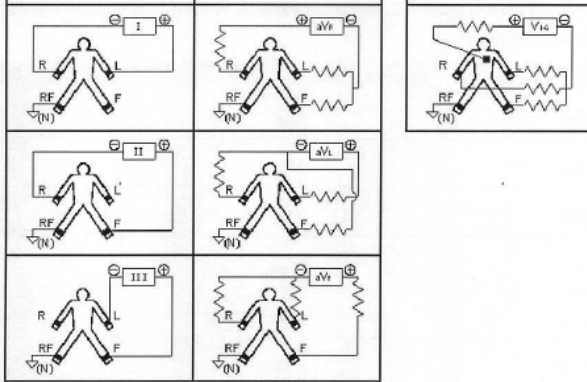 ⊖ I ⊕
R L
RF F
(N)
⊕ aVR ⊖
R L
RF F
(N)
⊕ V1-6 ⊖
R L
RF F
(N)
⊖ II ⊕
R L
RF F
(N)
⊖ aVL ⊕
R L
RF F
(N)
⊖ III ⊕
R L
RF F
(N)
⊖ aVF ⊕
R L
RF F
(N)